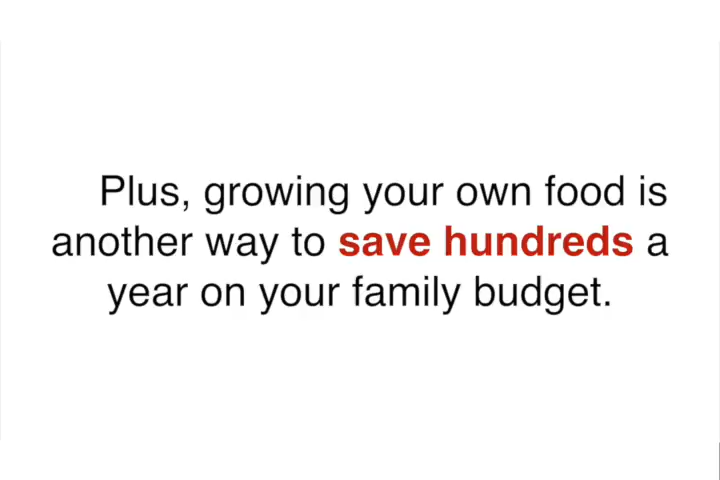 Plus, growing your own food is
another way to save hundreds a
year on your family budget.